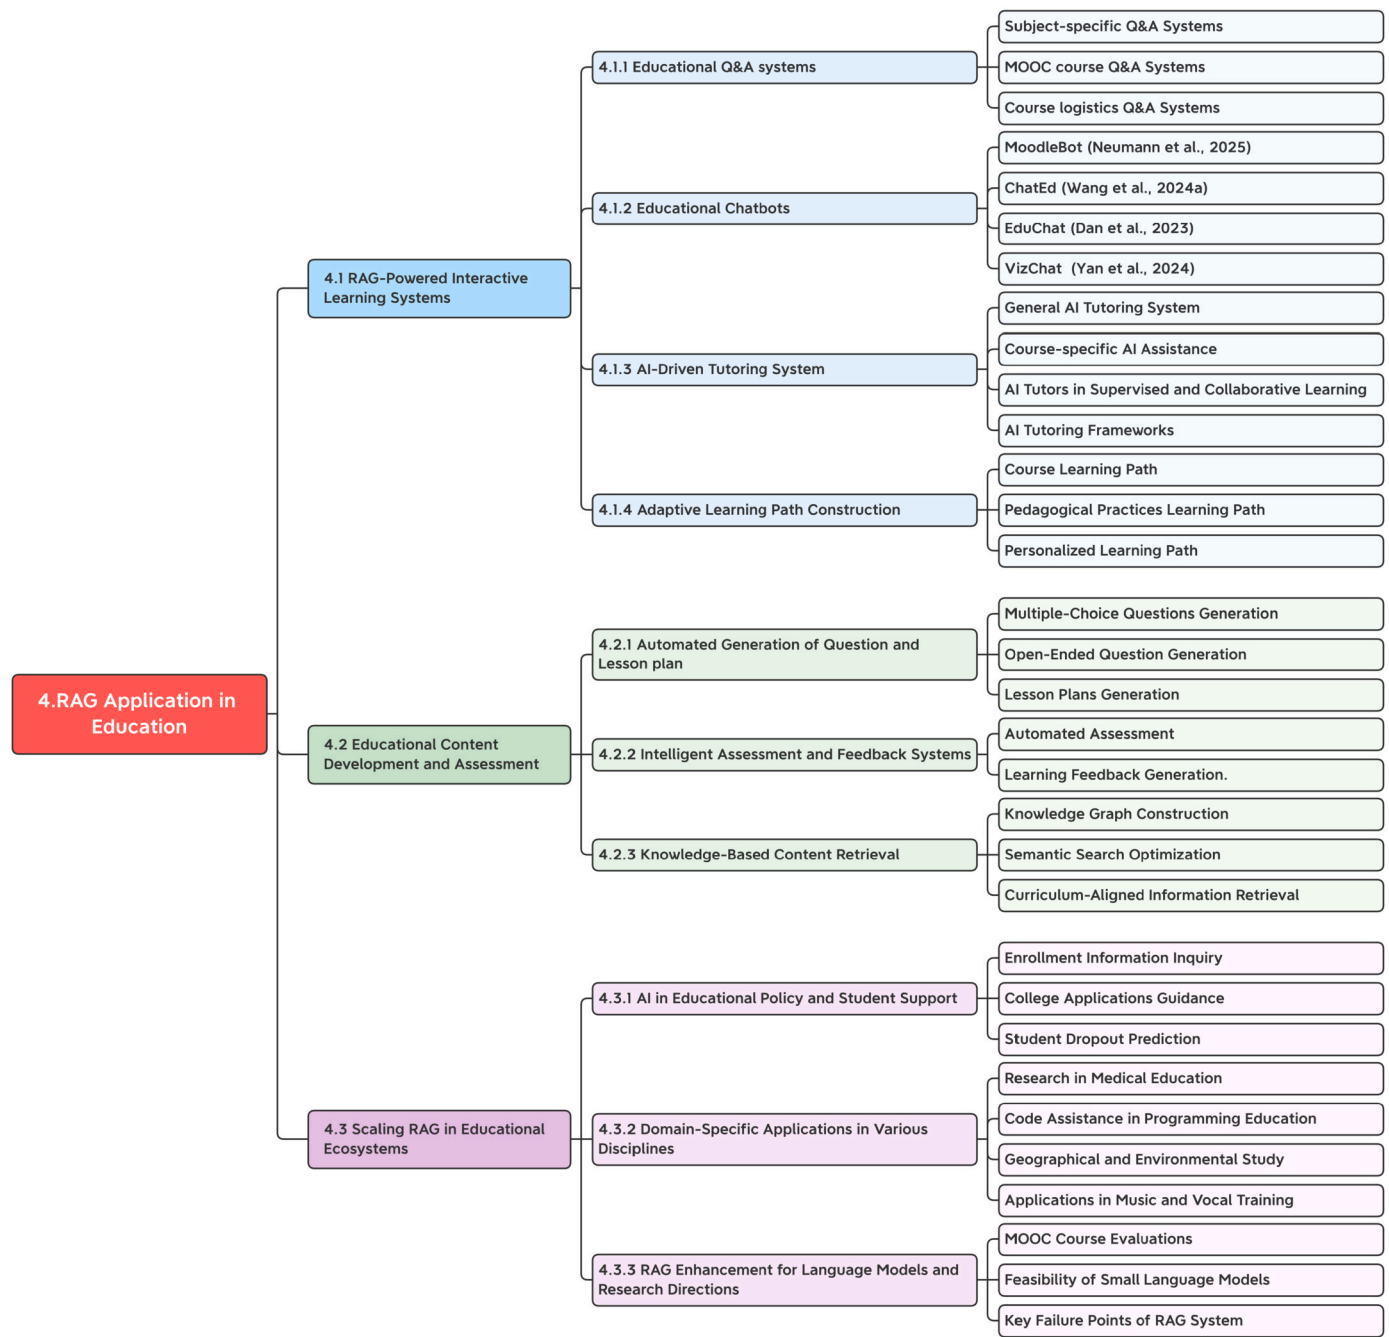 4.RAG Application in
Education
4.1 RAG-Powered Interactive
Learning Systems
4.1.1 Educational Q&A systems
Subject-specific Q&A Systems
MOOC course Q&A Systems
Course logistics Q&A Systems
4.1.2 Educational Chatbots
MoodleBot (Neumann et al., 2025)
ChatEd (Wang et al., 2024a)
EduChat (Dan et al., 2023)
VizChat (Yan et al., 2024)
4.1.3 AI-Driven Tutoring System
General AI Tutoring System
Course-specific AI Assistance
AI Tutors in Supervised and Collaborative Learning
AI Tutoring Frameworks
4.1.4 Adaptive Learning Path Construction
Course Learning Path
Pedagogical Practices Learning Path
Personalized Learning Path
4.2 Educational Content
Development and Assessment
4.2.1 Automated Generation of Question and
Lesson plan
Multiple-Choice Questions Generation
Open-Ended Question Generation
Lesson Plans Generation
4.2.2 Intelligent Assessment and Feedback Systems
Automated Assessment
Learning Feedback Generation.
4.2.3 Knowledge-Based Content Retrieval
Knowledge Graph Construction
Semantic Search Optimization
Curriculum-Aligned Information Retrieval
4.3 Scaling RAG in Educational
Ecosystems
4.3.1 AI in Educational Policy and Student Support
Enrollment Information Inquiry
College Applications Guidance
Student Dropout Prediction
4.3.2 Domain-Specific Applications in Various
Disciplines
Research in Medical Education
Code Assistance in Programming Education
Geographical and Environmental Study
Applications in Music and Vocal Training
4.3.3 RAG Enhancement for Language Models and
Research Directions
MOOC Course Evaluations
Feasibility of Small Language Models
Key Failure Points of RAG System